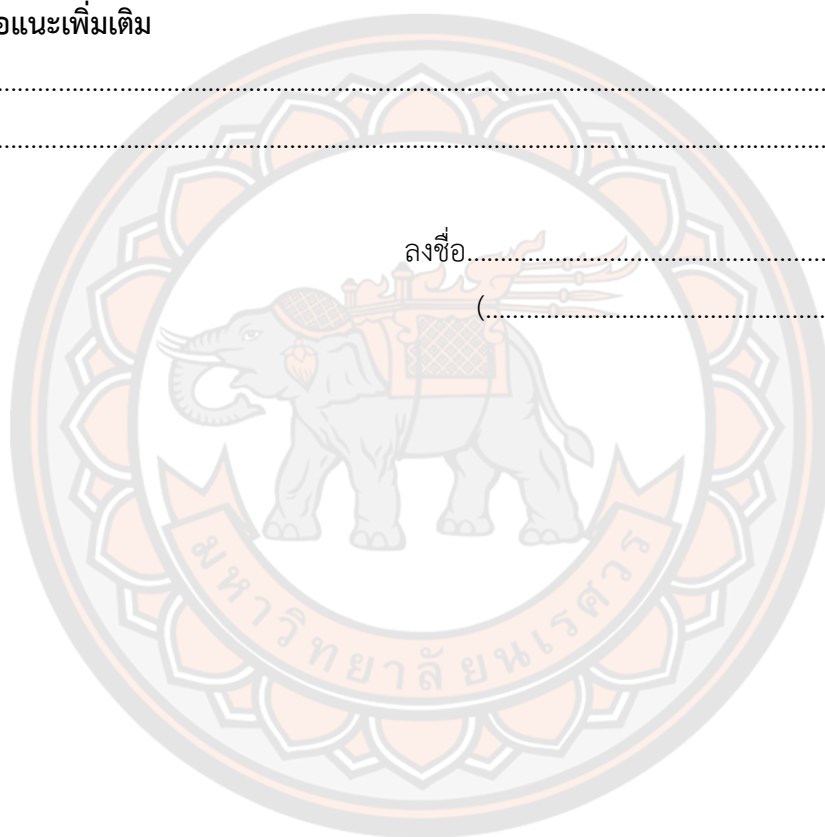 อแนะเพิ่มเติม
................................................................................................
................................................................................................
ลงชื่อ..........................................................
(.......................................................
มหาวิทยาลัยนเรศวร